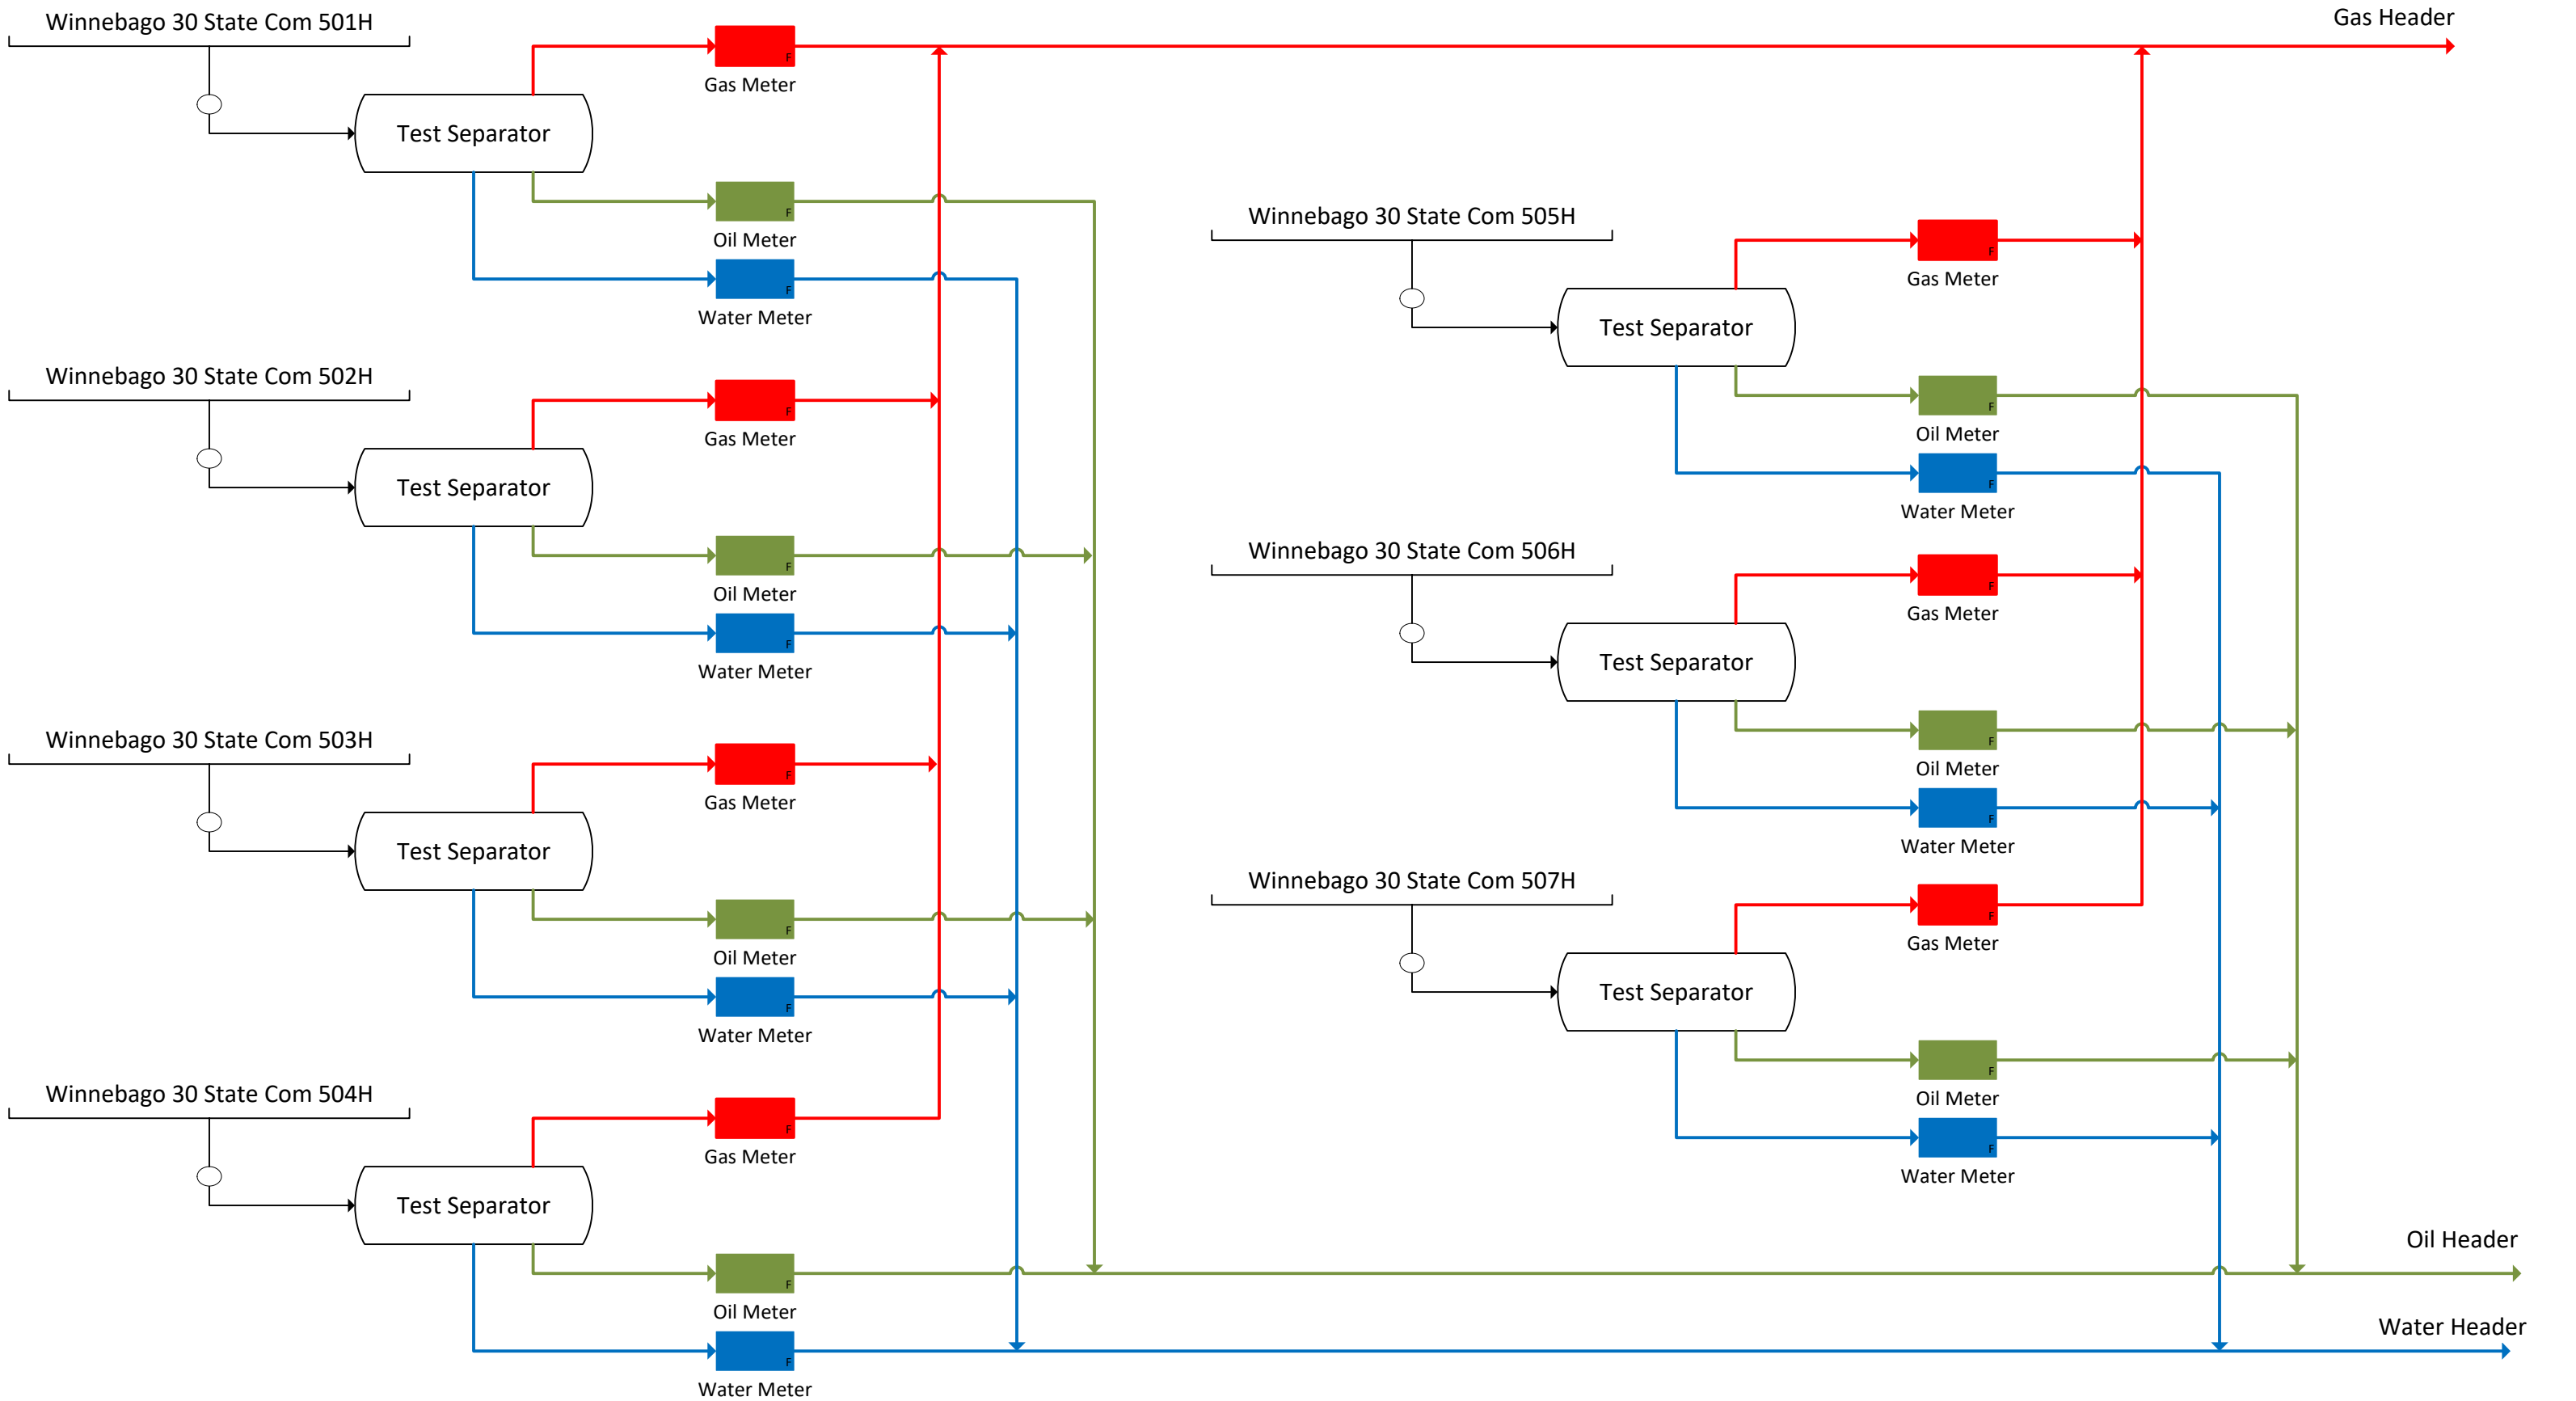 Winnebago 30 State Com 501H
F
Gas Meter
Test Separator
F
Oil Meter
F
Water Meter
Winnebago 30 State Com 502H
F
Gas Meter
Test Separator
F
Oil Meter
F
Water Meter
Winnebago 30 State Com 503H
F
Gas Meter
Test Separator
F
Oil Meter
F
Water Meter
Winnebago 30 State Com 504H
F
Gas Meter
Test Separator
F
Oil Meter
F
Water Meter
Gas Header
Winnebago 30 State Com 505H
F
Gas Meter
Test Separator
F
Oil Meter
F
Water Meter
Winnebago 30 State Com 506H
F
Gas Meter
Test Separator
F
Oil Meter
F
Water Meter
Winnebago 30 State Com 507H
F
Gas Meter
Test Separator
F
Oil Meter
F
Water Meter
Oil Header
Water Header